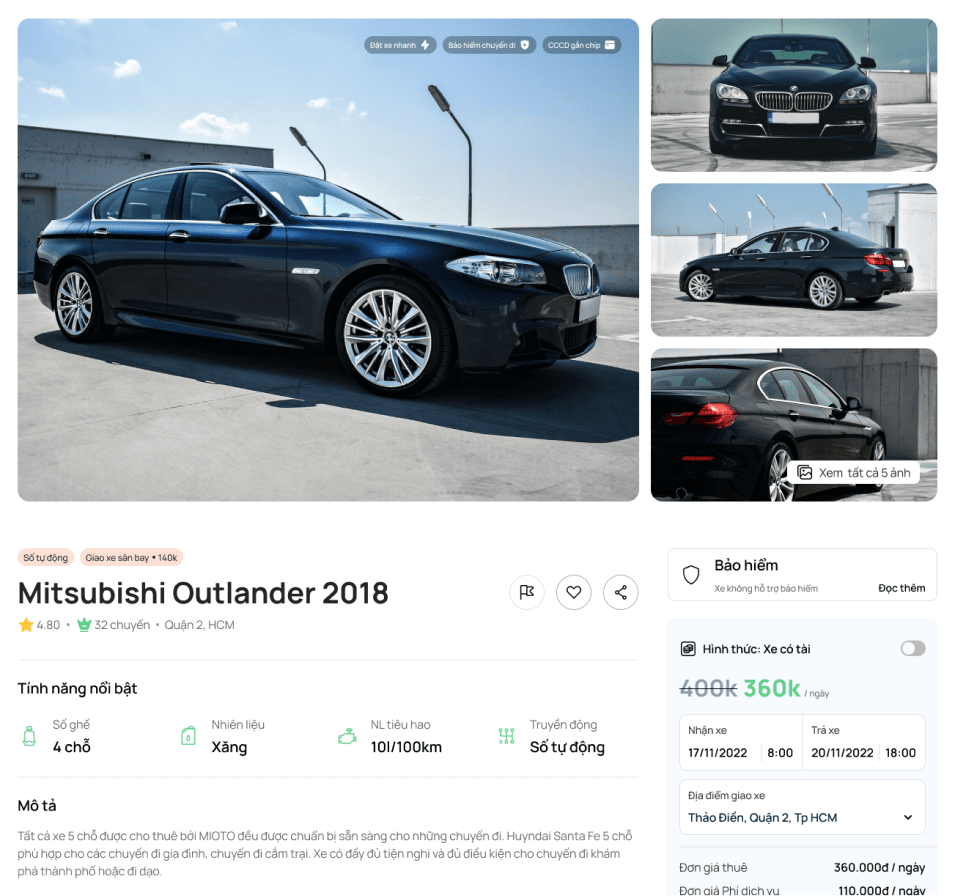 Đặt xe nhanh
Bảo hiểm chuyến đi
CCCD gắn chip
Xem tất cả 5 ảnh
Số tự động
Giao xe sân bay • 140k
Mitsubishi Outlander 2018
4.80 • 32 chuyến • Quận 2, HCM
Tính năng nổi bật
Số ghế
4 chỗ
Nhiên liệu
Xăng
NL tiêu hao
10l/100km
Truyền động
Số tự động
Mô tả
Tất cả xe 5 chỗ được cho thuê bởi MIOTO đều được chuẩn bị sẵn sàng cho những chuyến đi. Huyndai Santa Fe 5 chỗ
phù hợp cho các chuyến đi gia đình, chuyến đi cắm trại. Xe có đầy đủ tiện nghi và đủ điều kiện cho chuyến đi khám
phá thành phố hoặc đi dạo.
Bảo hiểm
Xe không hỗ trợ bảo hiểm
Đọc thêm
Hình thức: Xe có tài
400k 360k / ngày
Nhận xe
17/11/2022 8:00
Trả xe
20/11/2022 18:00
Địa điểm giao xe
Thảo Điền, Quận 2, Tp HCM
Đơn giá thuê 360.000đ / ngày
Đơn giá Phí dịch vụ 110.000đ / ngày